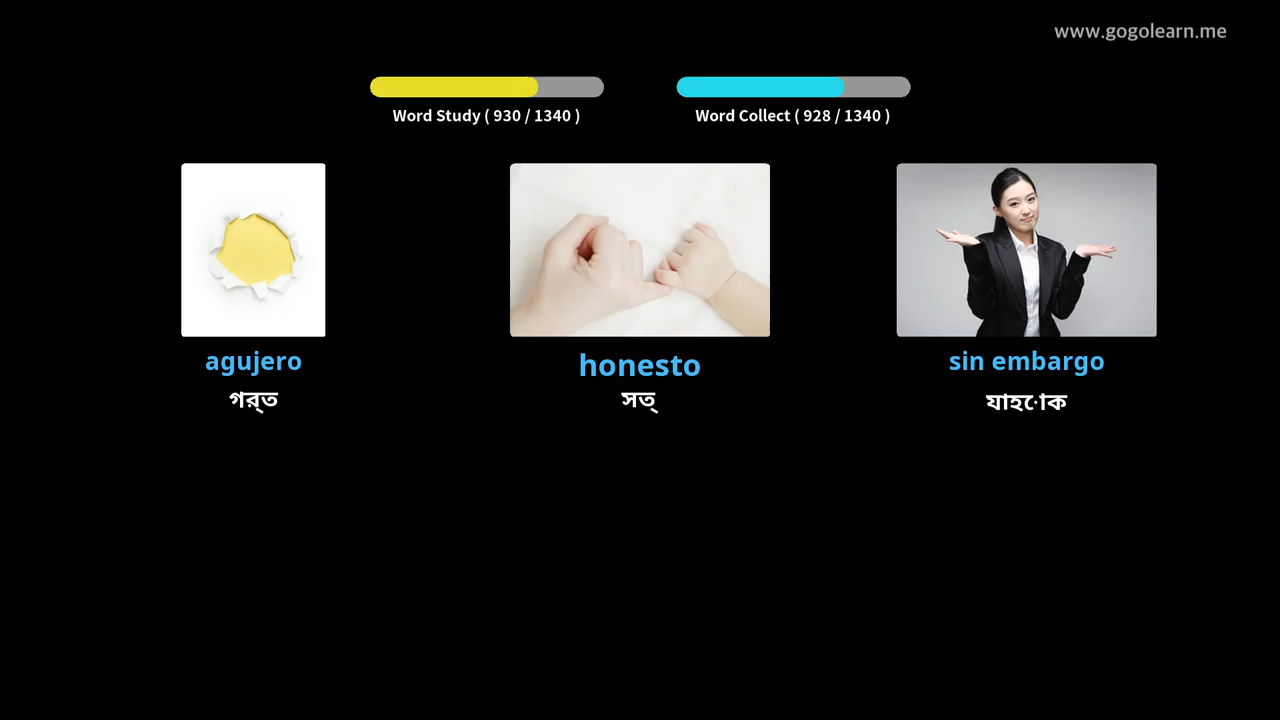 www.gogolearn.me
Word Study ( 930 / 1340 )
Word Collect ( 928 / 1340 )
agujero
honesto
sin embargo
গর্ত
সত্
যাহোক